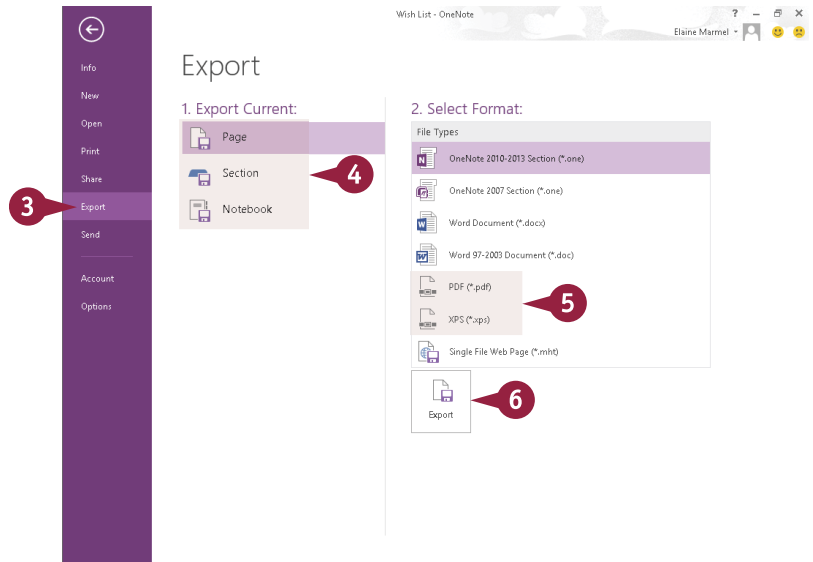 Wish List - OneNote
?
Elaine Marmel
Info
New
Open
Print
Share
Export
Send
Account
Options
3
Export
1. Export Current:
Page
Section
Notebook
4
2. Select Format:
File Types
N
OneNote 2010-2013 Section (*.one)
OneNote 2007 Section (*.one)
W
Word Document (*.docx)
W
Word 97-2003 Document (*.doc)
PDF (*.pdf)
XPS (*.xps)
5
Single File Web Page (*.mht)
Export
6